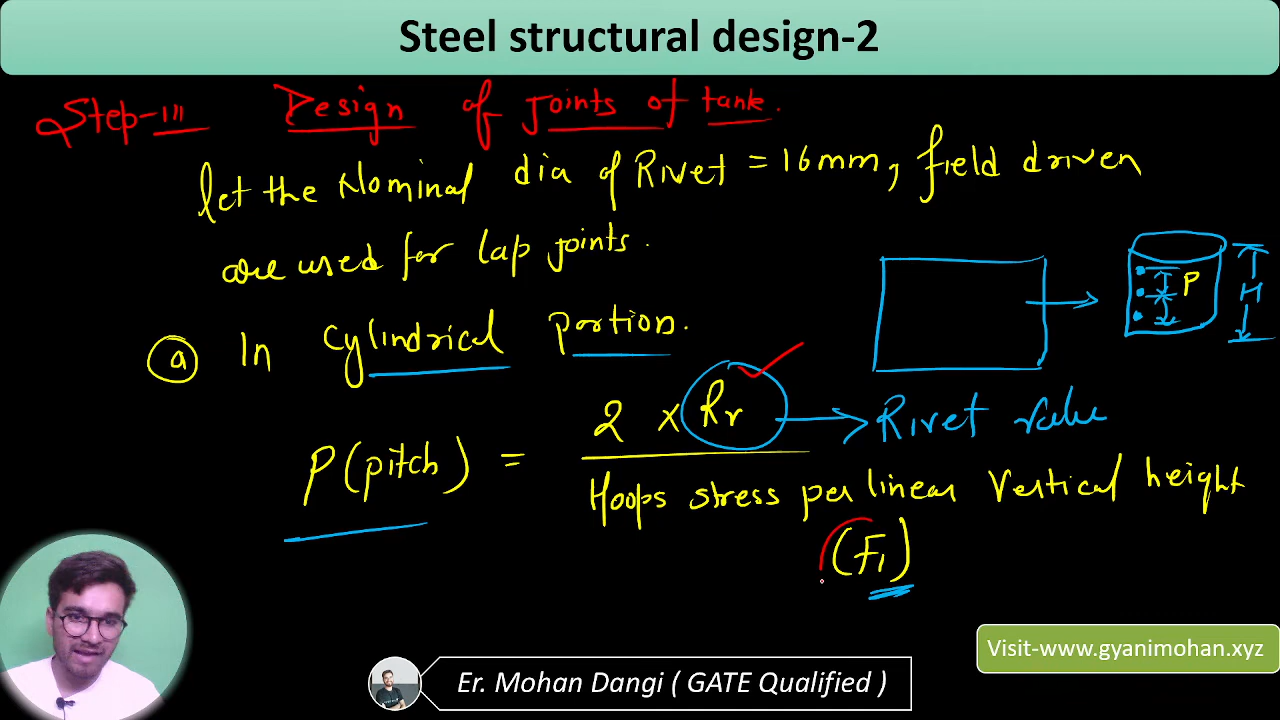 Steel structural design-2
Step-III Design of joints of tank.
let the Nominal dia of Rivet = 16mm, field driven
are used for lap joints.
P
H
(a) In Cylindrical portion.
2 x Rr → Rivet value
P(pitch) =
Hoops stress per linear vertical height
(F1)
Visit-www.gyanimohan.xyz
Er. Mohan Dangi ( GATE Qualified )